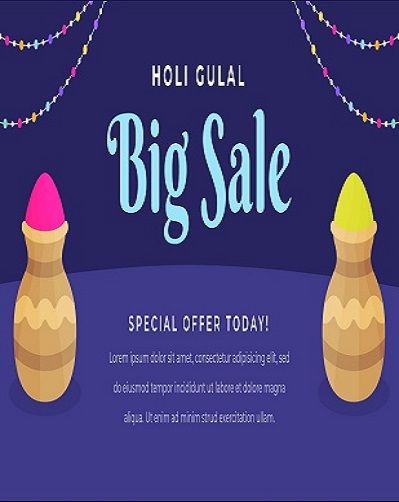 HOLI GULAL
Big Sale
SPECIAL OFFER TODAY!
Lorem ipsum dolor sit amet, consectetur adipisicing elit, sed
do eiusmod tempor incididunt ut labore et dolore magna
aliqua. Ut enim ad minim strud exercitation ullam.